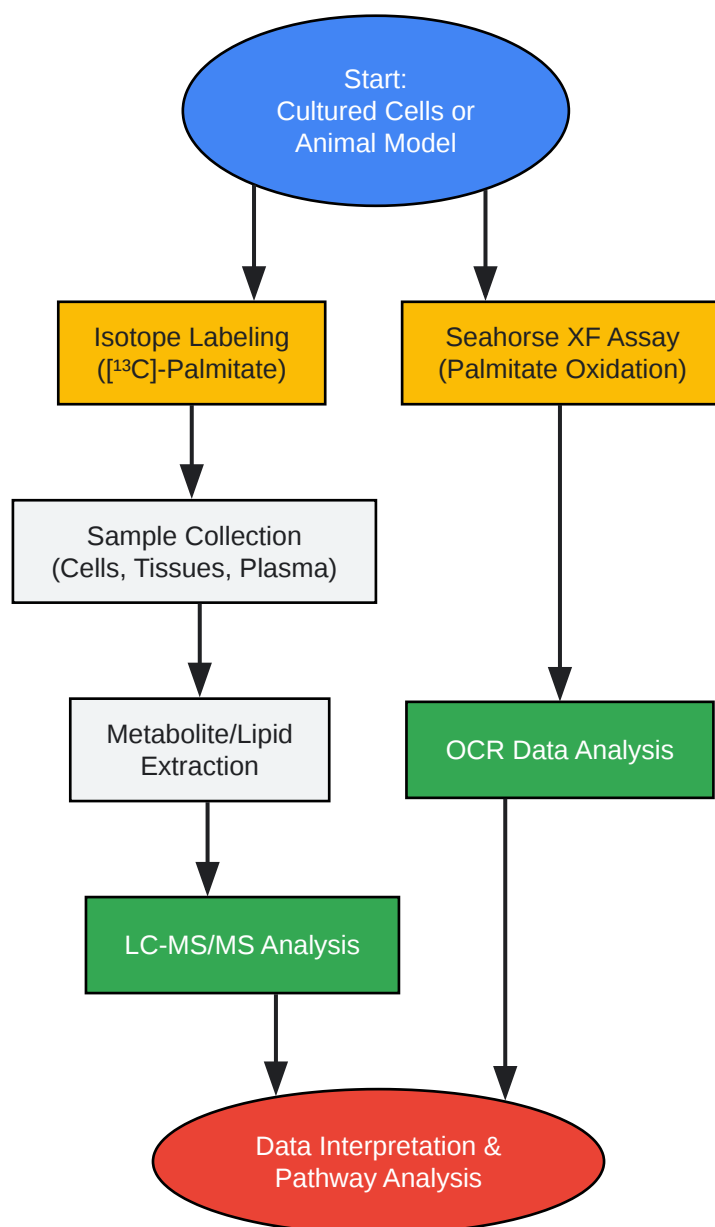 Start:
Cultured Cells or
Animal Model
Isotope Labeling
([¹³C]-Palmitate)
Seahorse XF Assay
(Palmitate Oxidation)
Sample Collection
(Cells, Tissues, Plasma)
Metabolite/Lipid
Extraction
OCR Data Analysis
LC-MS/MS Analysis
Data Interpretation &
Pathway Analysis